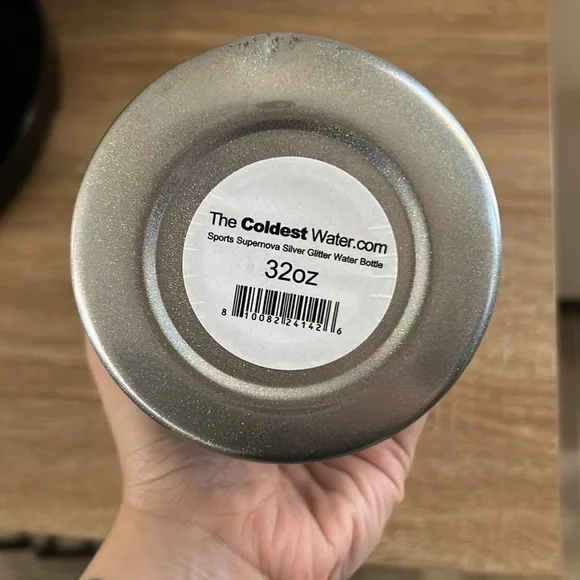 The Coldest Water.com
Sports Supernova Silver Glitter Water Bottle
32oz
8 10082 24142 6